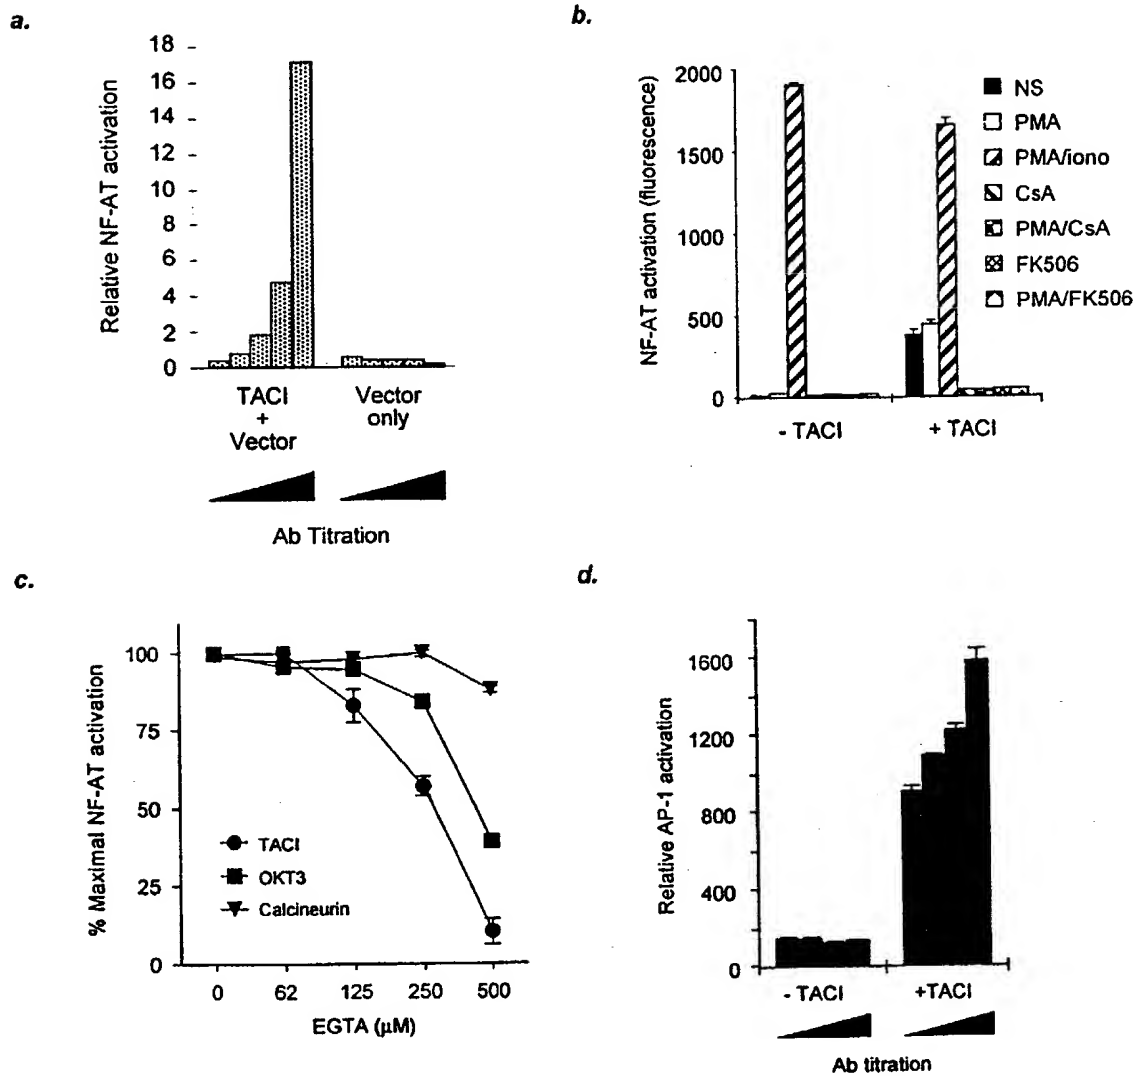 a.
Relative NF-AT activation
18
16
14
12
10
8
6
4
2
0
TACI
+
Vector
Vector
only
Ab Titration
b.
NF-AT activation (fluorescence)
2000
1500
1000
500
0
- TACI
+ TACI
NS
PMA
PMA/iono
CsA
PMA/CsA
FK506
PMA/FK506
c.
% Maximal NF-AT activation
100
75
50
25
0
TACI
OKT3
Calcineurin
0 62 125 250 500
EGTA (µM)
d.
Relative AP-1 activation
1600
1200
800
400
0
- TACI
+TACI
Ab titration